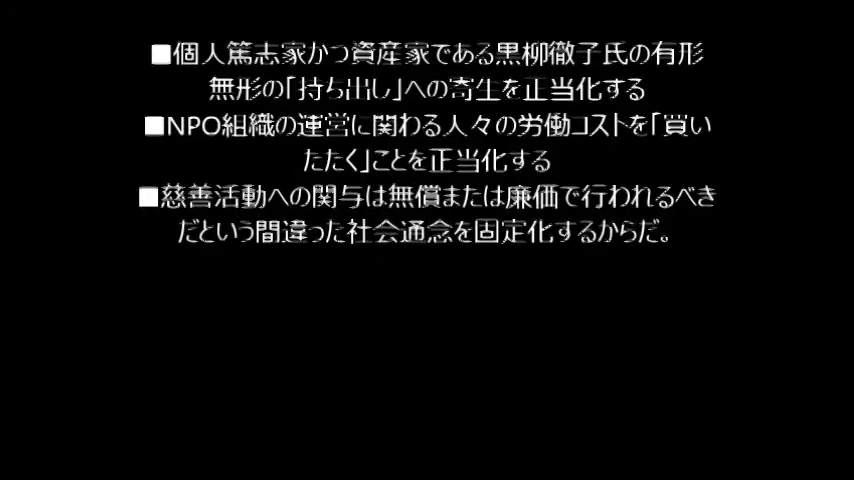 ■個人篤志家かつ資産家である黒柳徹子氏の有形
無形の「持ち出し」への寄生を正当化する
■NPO組織の運営に関わる人々の労働コストを「買い
たたく」ことを正当化する
■慈善活動への関与は無償または廉価で行われるべき
だという間違った社会通念を固定化するからだ。